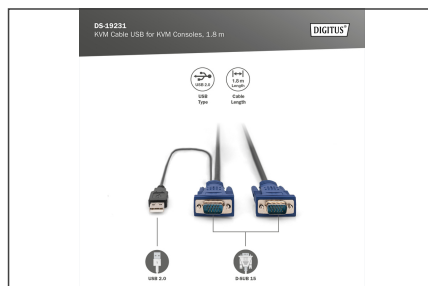 DS-19231
KVM Cable USB for KVM Consoles, 1.8 m
DIGITUS®
USB 2.0
USB
Type
1.8 m
Length
Cable
Length
USB 2.0
D-SUB 15